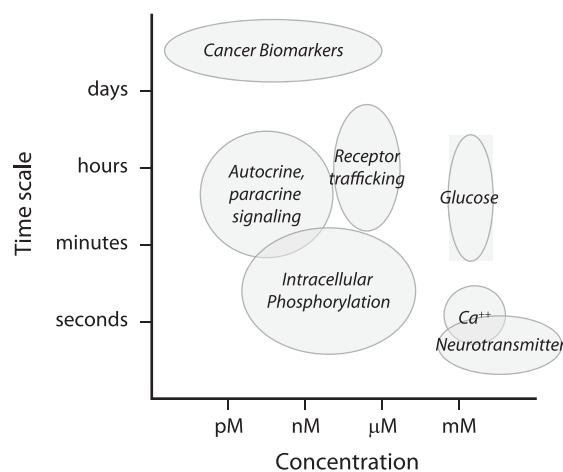 Cancer Biomarkers
days
Receptor
trafficking
hours
Autocrine,
paracrine
signaling
Glucose
Time scale
minutes
Intracellular
Phosphorylation
seconds
Ca⁺⁺
Neurotransmitter
pM nM μM mM
Concentration